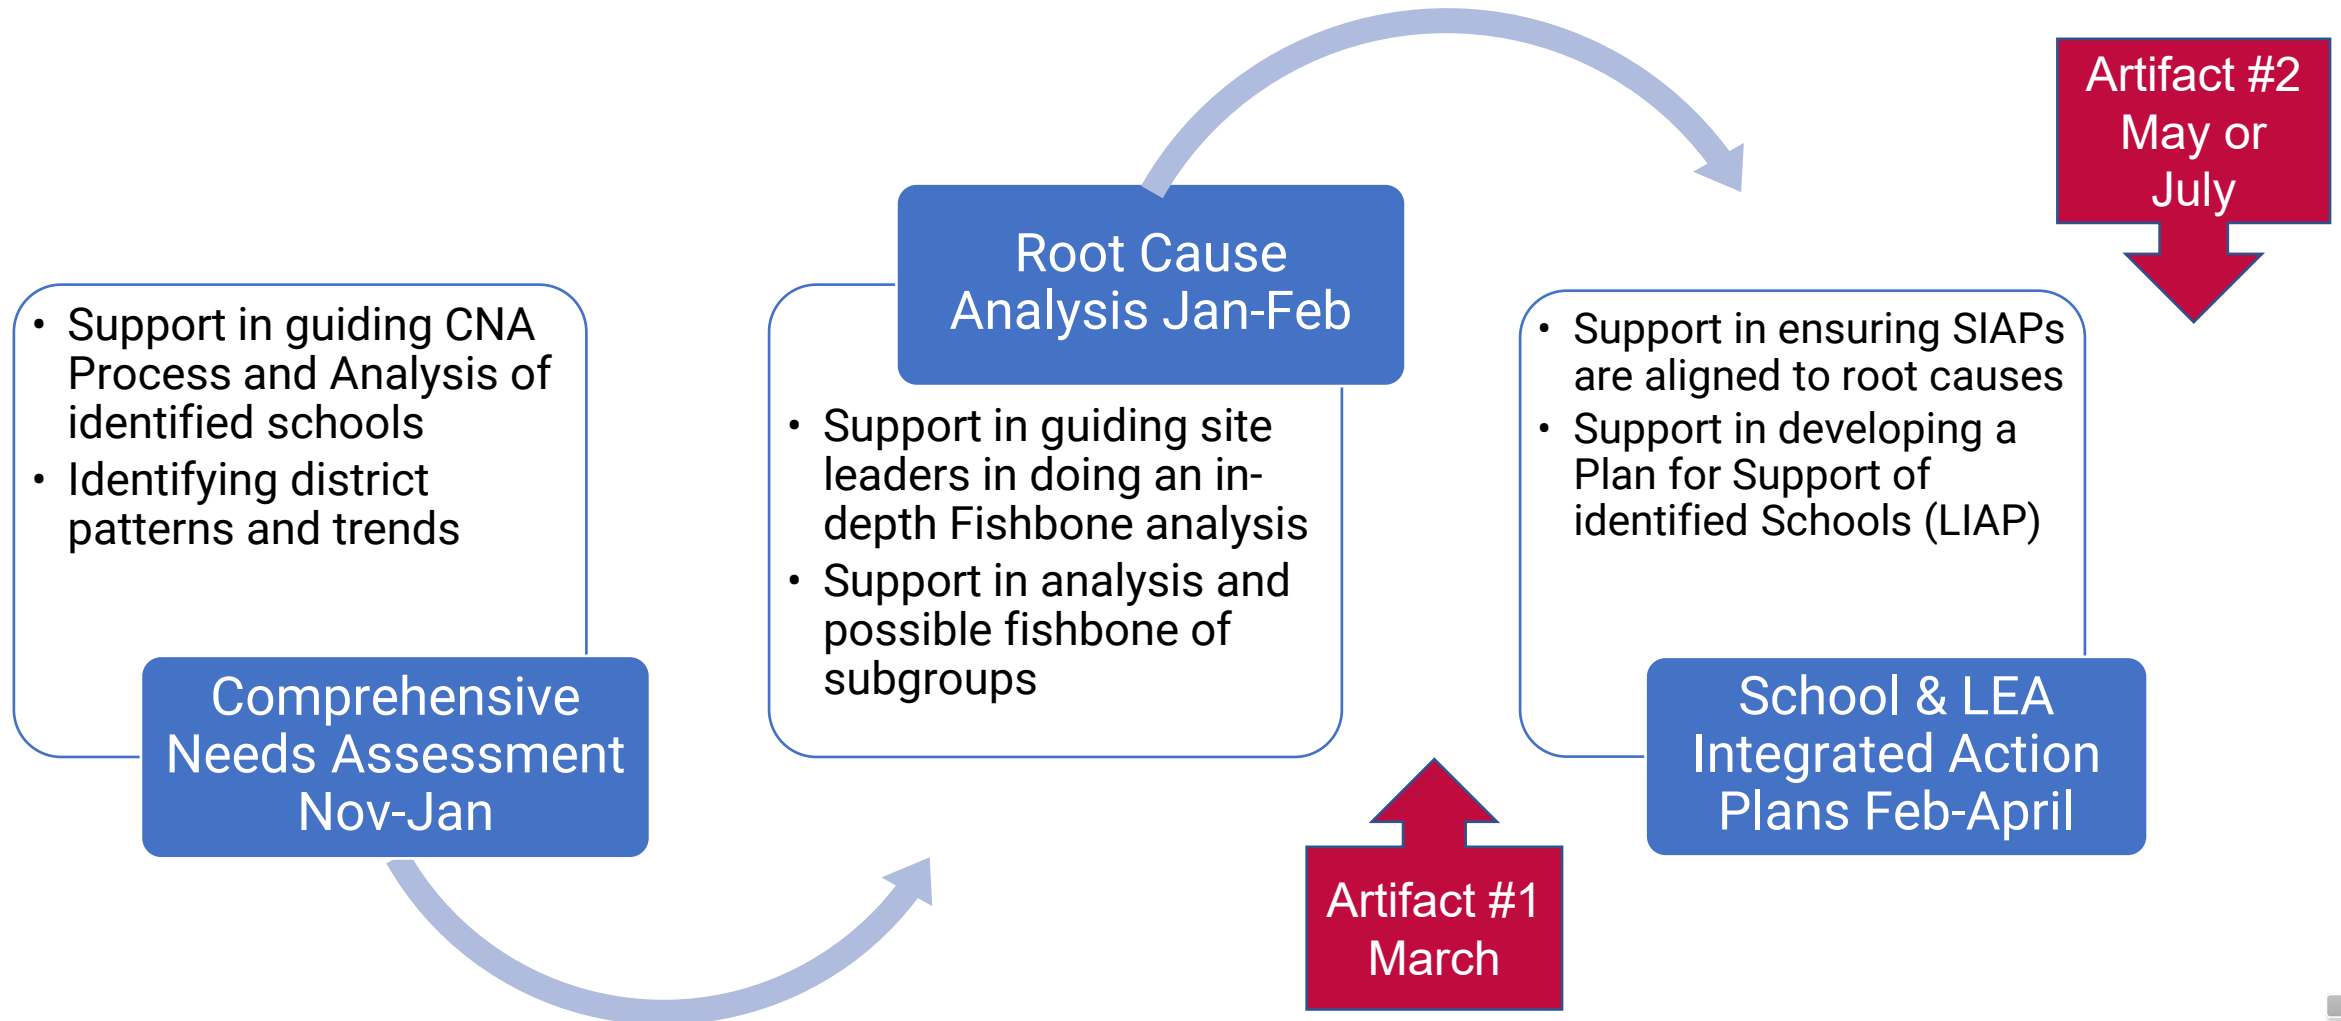 • Support in guiding CNA
Process and Analysis of
identified schools
• Identifying district
patterns and trends
Comprehensive
Needs Assessment
Nov-Jan
Root Cause
Analysis Jan-Feb
• Support in guiding site
leaders in doing an in-
depth Fishbone analysis
• Support in analysis and
possible fishbone of
subgroups
Artifact #1
March
• Support in ensuring SIAPs
are aligned to root causes
• Support in developing a
Plan for Support of
identified Schools (LIAP)
School & LEA
Integrated Action
Plans Feb-April
Artifact #2
May or
July